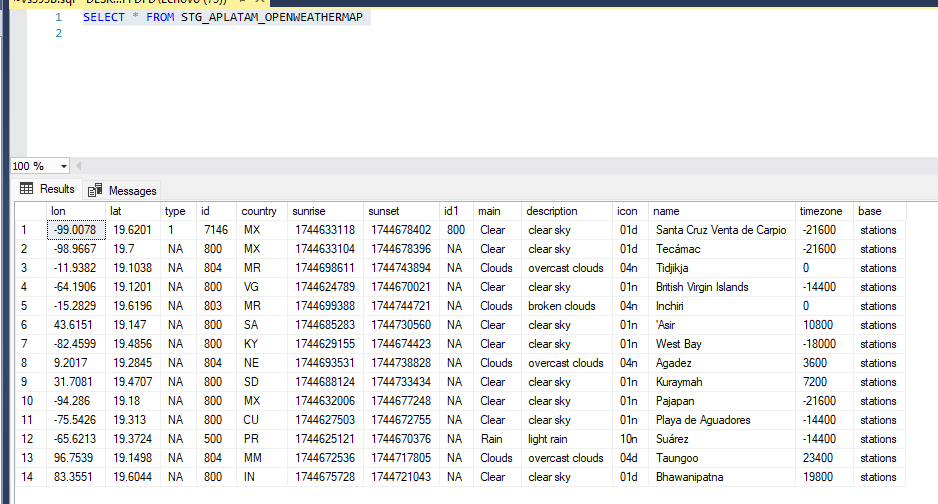 1 SELECT * FROM STG_APLATAM_OPENWEATHERMAP
2
100 %
Results Messages
lon lat type id country sunrise sunset id1 main description icon name timezone base
1 -99.0078 19.6201 1 7146 MX 1744633118 1744678402 800 Clear clear sky 01d Santa Cruz Venta de Carpio -21600 stations
2 -98.9667 19.7 NA 800 MX 1744633104 1744678396 NA Clear clear sky 01d Tecámac -21600 stations
3 -11.9382 19.1038 NA 804 MR 1744698611 1744743894 NA Clouds overcast clouds 04n Tidjikja 0 stations
4 -64.1906 19.1201 NA 800 VG 1744624789 1744670021 NA Clear clear sky 01n British Virgin Islands -14400 stations
5 -15.2829 19.6196 NA 803 MR 1744699388 1744744721 NA Clouds broken clouds 04n Inchiri 0 stations
6 43.6151 19.147 NA 800 SA 1744685283 1744730560 NA Clear clear sky 01n 'Asir 10800 stations
7 -82.4599 19.4856 NA 800 KY 1744629155 1744674423 NA Clear clear sky 01n West Bay -18000 stations
8 9.2017 19.2845 NA 804 NE 1744693531 1744738828 NA Clouds overcast clouds 04n Agadez 3600 stations
9 31.7081 19.4707 NA 800 SD 1744688124 1744733434 NA Clear clear sky 01n Kuraymah 7200 stations
10 -94.286 19.18 NA 800 MX 1744632006 1744677248 NA Clear clear sky 01n Pajapan -21600 stations
11 -75.5426 19.313 NA 800 CU 1744627503 1744672755 NA Clear clear sky 01n Playa de Aguadores -14400 stations
12 -65.6213 19.3724 NA 500 PR 1744625121 1744670376 NA Rain light rain 10n Suárez -14400 stations
13 96.7539 19.1498 NA 804 MM 1744672536 1744717805 NA Clouds overcast clouds 04d Taungoo 23400 stations
14 83.3551 19.6044 NA 800 IN 1744675728 1744721043 NA Clear clear sky 01d Bhawanipatna 19800 stations